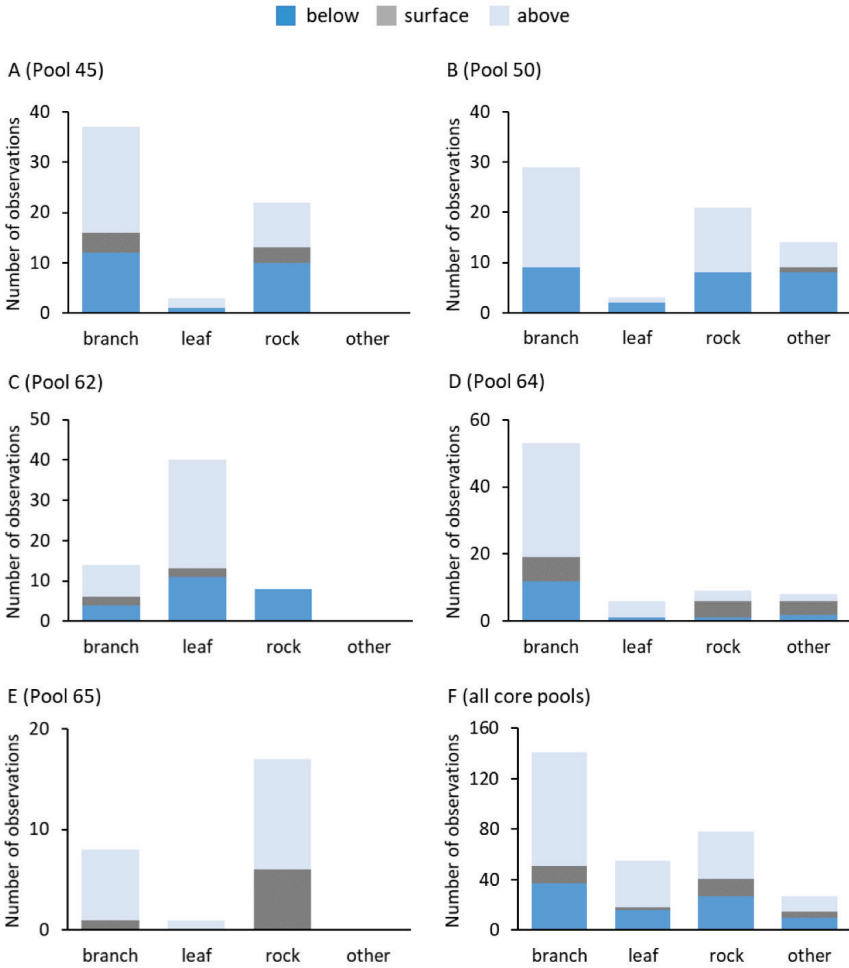 below surface above
A (Pool 45)
Number of observations
40
30
20
10
0
branch leaf rock other
B (Pool 50)
Number of observations
40
30
20
10
0
branch leaf rock other
C (Pool 62)
Number of observations
50
40
30
20
10
0
branch leaf rock other
D (Pool 64)
Number of observations
60
40
20
0
branch leaf rock other
E (Pool 65)
Number of observations
20
10
0
branch leaf rock other
F (all core pools)
Number of observations
160
120
80
40
0
branch leaf rock other